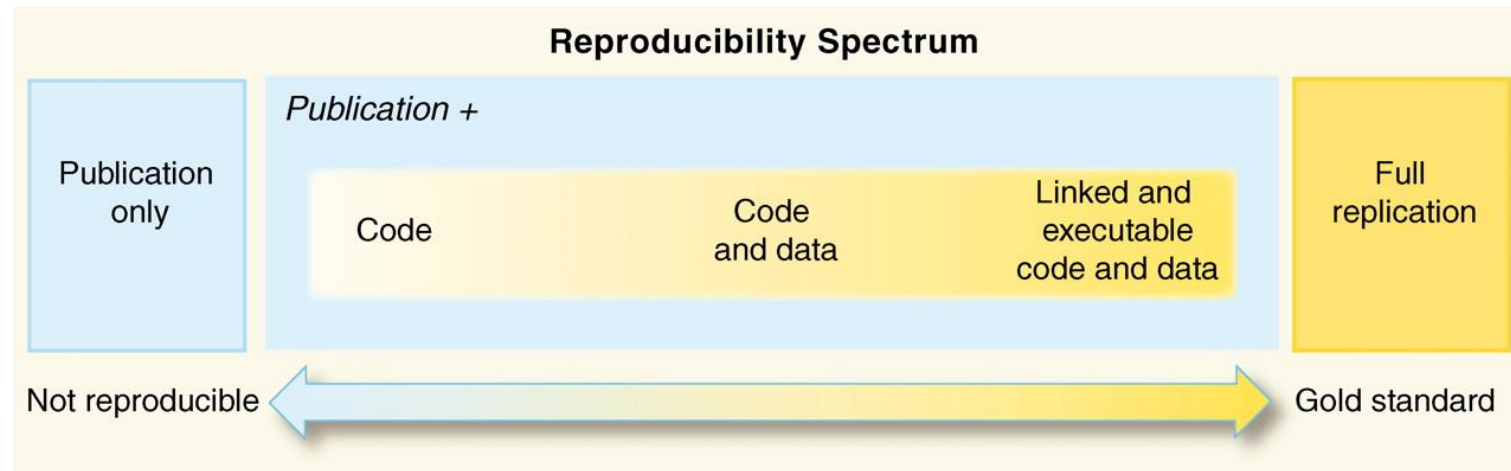 Reproducibility Spectrum
Publication +
Publication
only
Code
Code
and data
Linked and
executable
code and data
Full
replication
Not reproducible
Gold standard